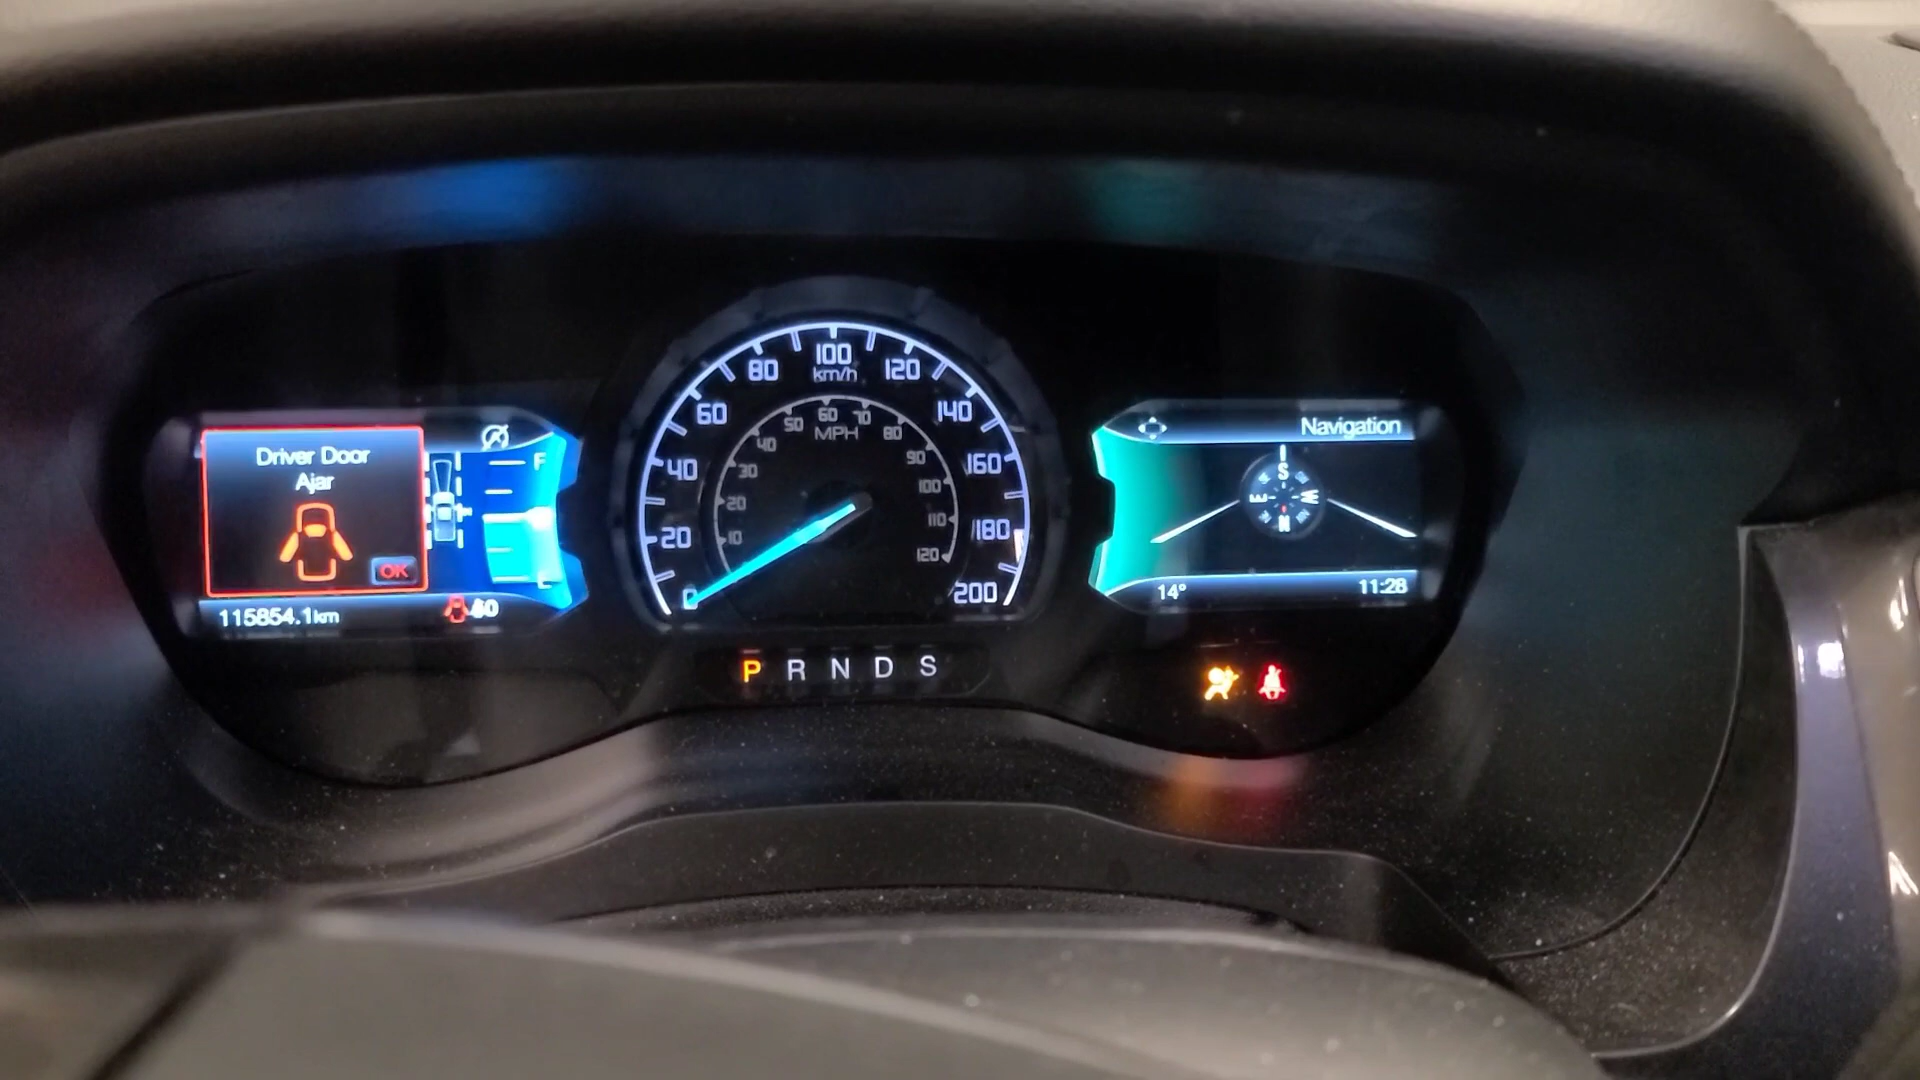 Driver Door
Ajar
OK
F
E
115854.1km
0
20
40
60
80
100
120
140
160
180
200
km/h
10
20
30
40
50
60
70
80
90
100
110
120
MPH
P R N D S
Navigation
S
E
W
N
14°
11:28